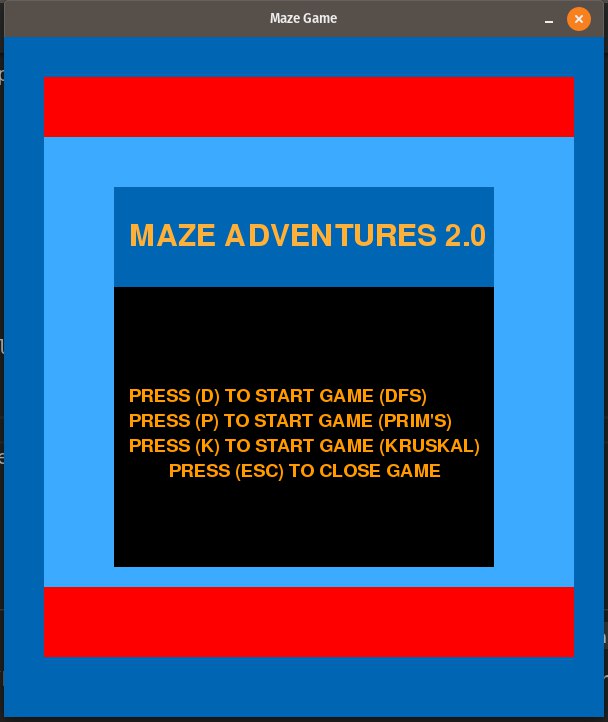 Maze Game
MAZE ADVENTURES 2.0
PRESS (D) TO START GAME (DFS)
PRESS (P) TO START GAME (PRIM'S)
PRESS (K) TO START GAME (KRUSKAL)
PRESS (ESC) TO CLOSE GAME